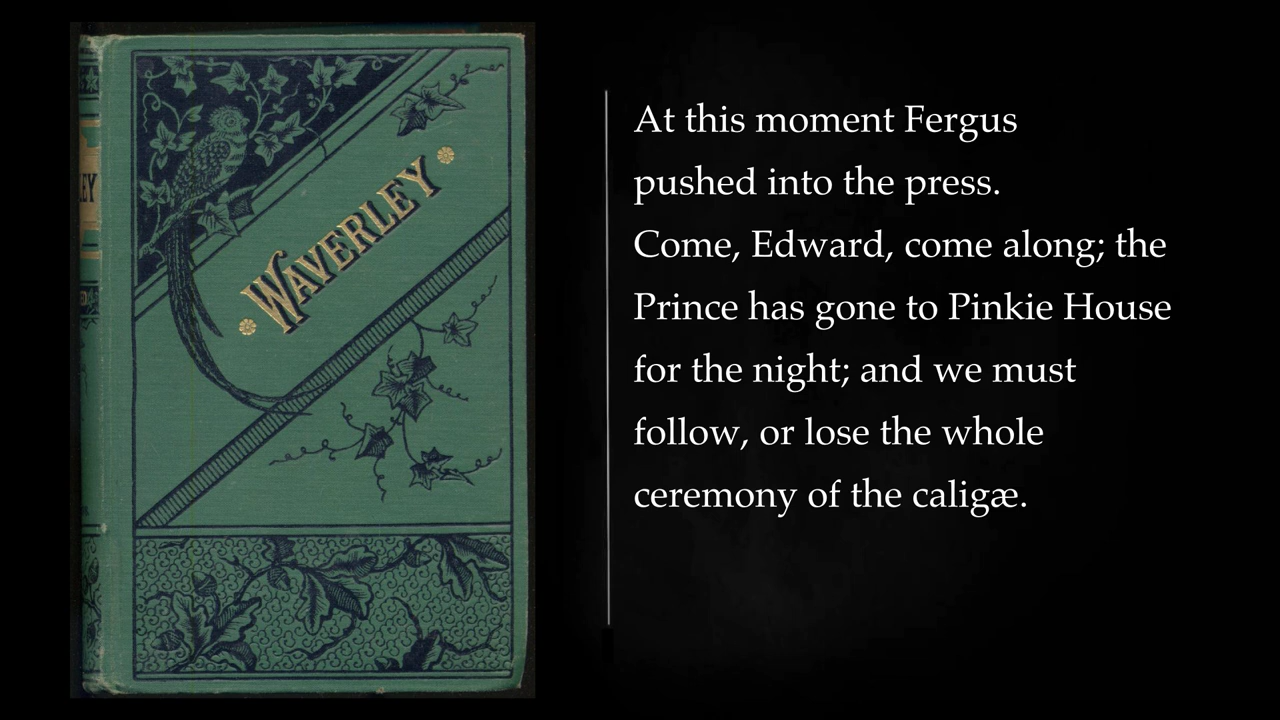 WAVERLEY
At this moment Fergus
pushed into the press.
Come, Edward, come along; the
Prince has gone to Pinkie House
for the night; and we must
follow, or lose the whole
ceremony of the caligæ.